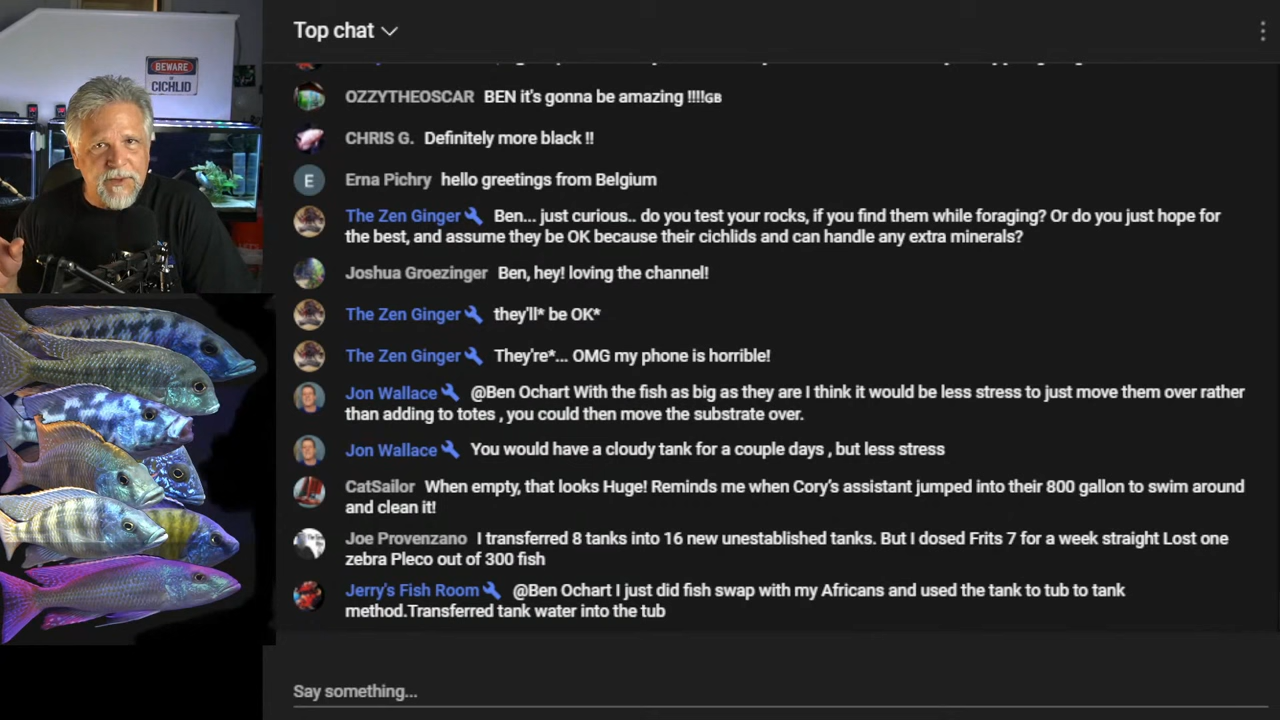 Top chat
BEWARE
CICHLID
OZZYTHEOSCAR BEN it's gonna be amazing !!!!GB
CHRIS G. Definitely more black !!
E Erna Pichry hello greetings from Belgium
The Zen Ginger Ben... just curious.. do you test your rocks, if you find them while foraging? Or do you just hope for
the best, and assume they be OK because their cichlids and can handle any extra minerals?
Joshua Groezinger Ben, hey! loving the channel!
The Zen Ginger they'll* be OK*
The Zen Ginger They're*... OMG my phone is horrible!
Jon Wallace @Ben Ochart With the fish as big as they are I think it would be less stress to just move them over rather
than adding to totes , you could then move the substrate over.
Jon Wallace You would have a cloudy tank for a couple days , but less stress
CatSailor When empty, that looks Huge! Reminds me when Cory's assistant jumped into their 800 gallon to swim around
and clean it!
Joe Provenzano I transferred 8 tanks into 16 new unestablished tanks. But I dosed Frits 7 for a week straight Lost one
zebra Pleco out of 300 fish
Jerry's Fish Room @Ben Ochart I just did fish swap with my Africans and used the tank to tub to tank
method.Transferred tank water into the tub
Say something...